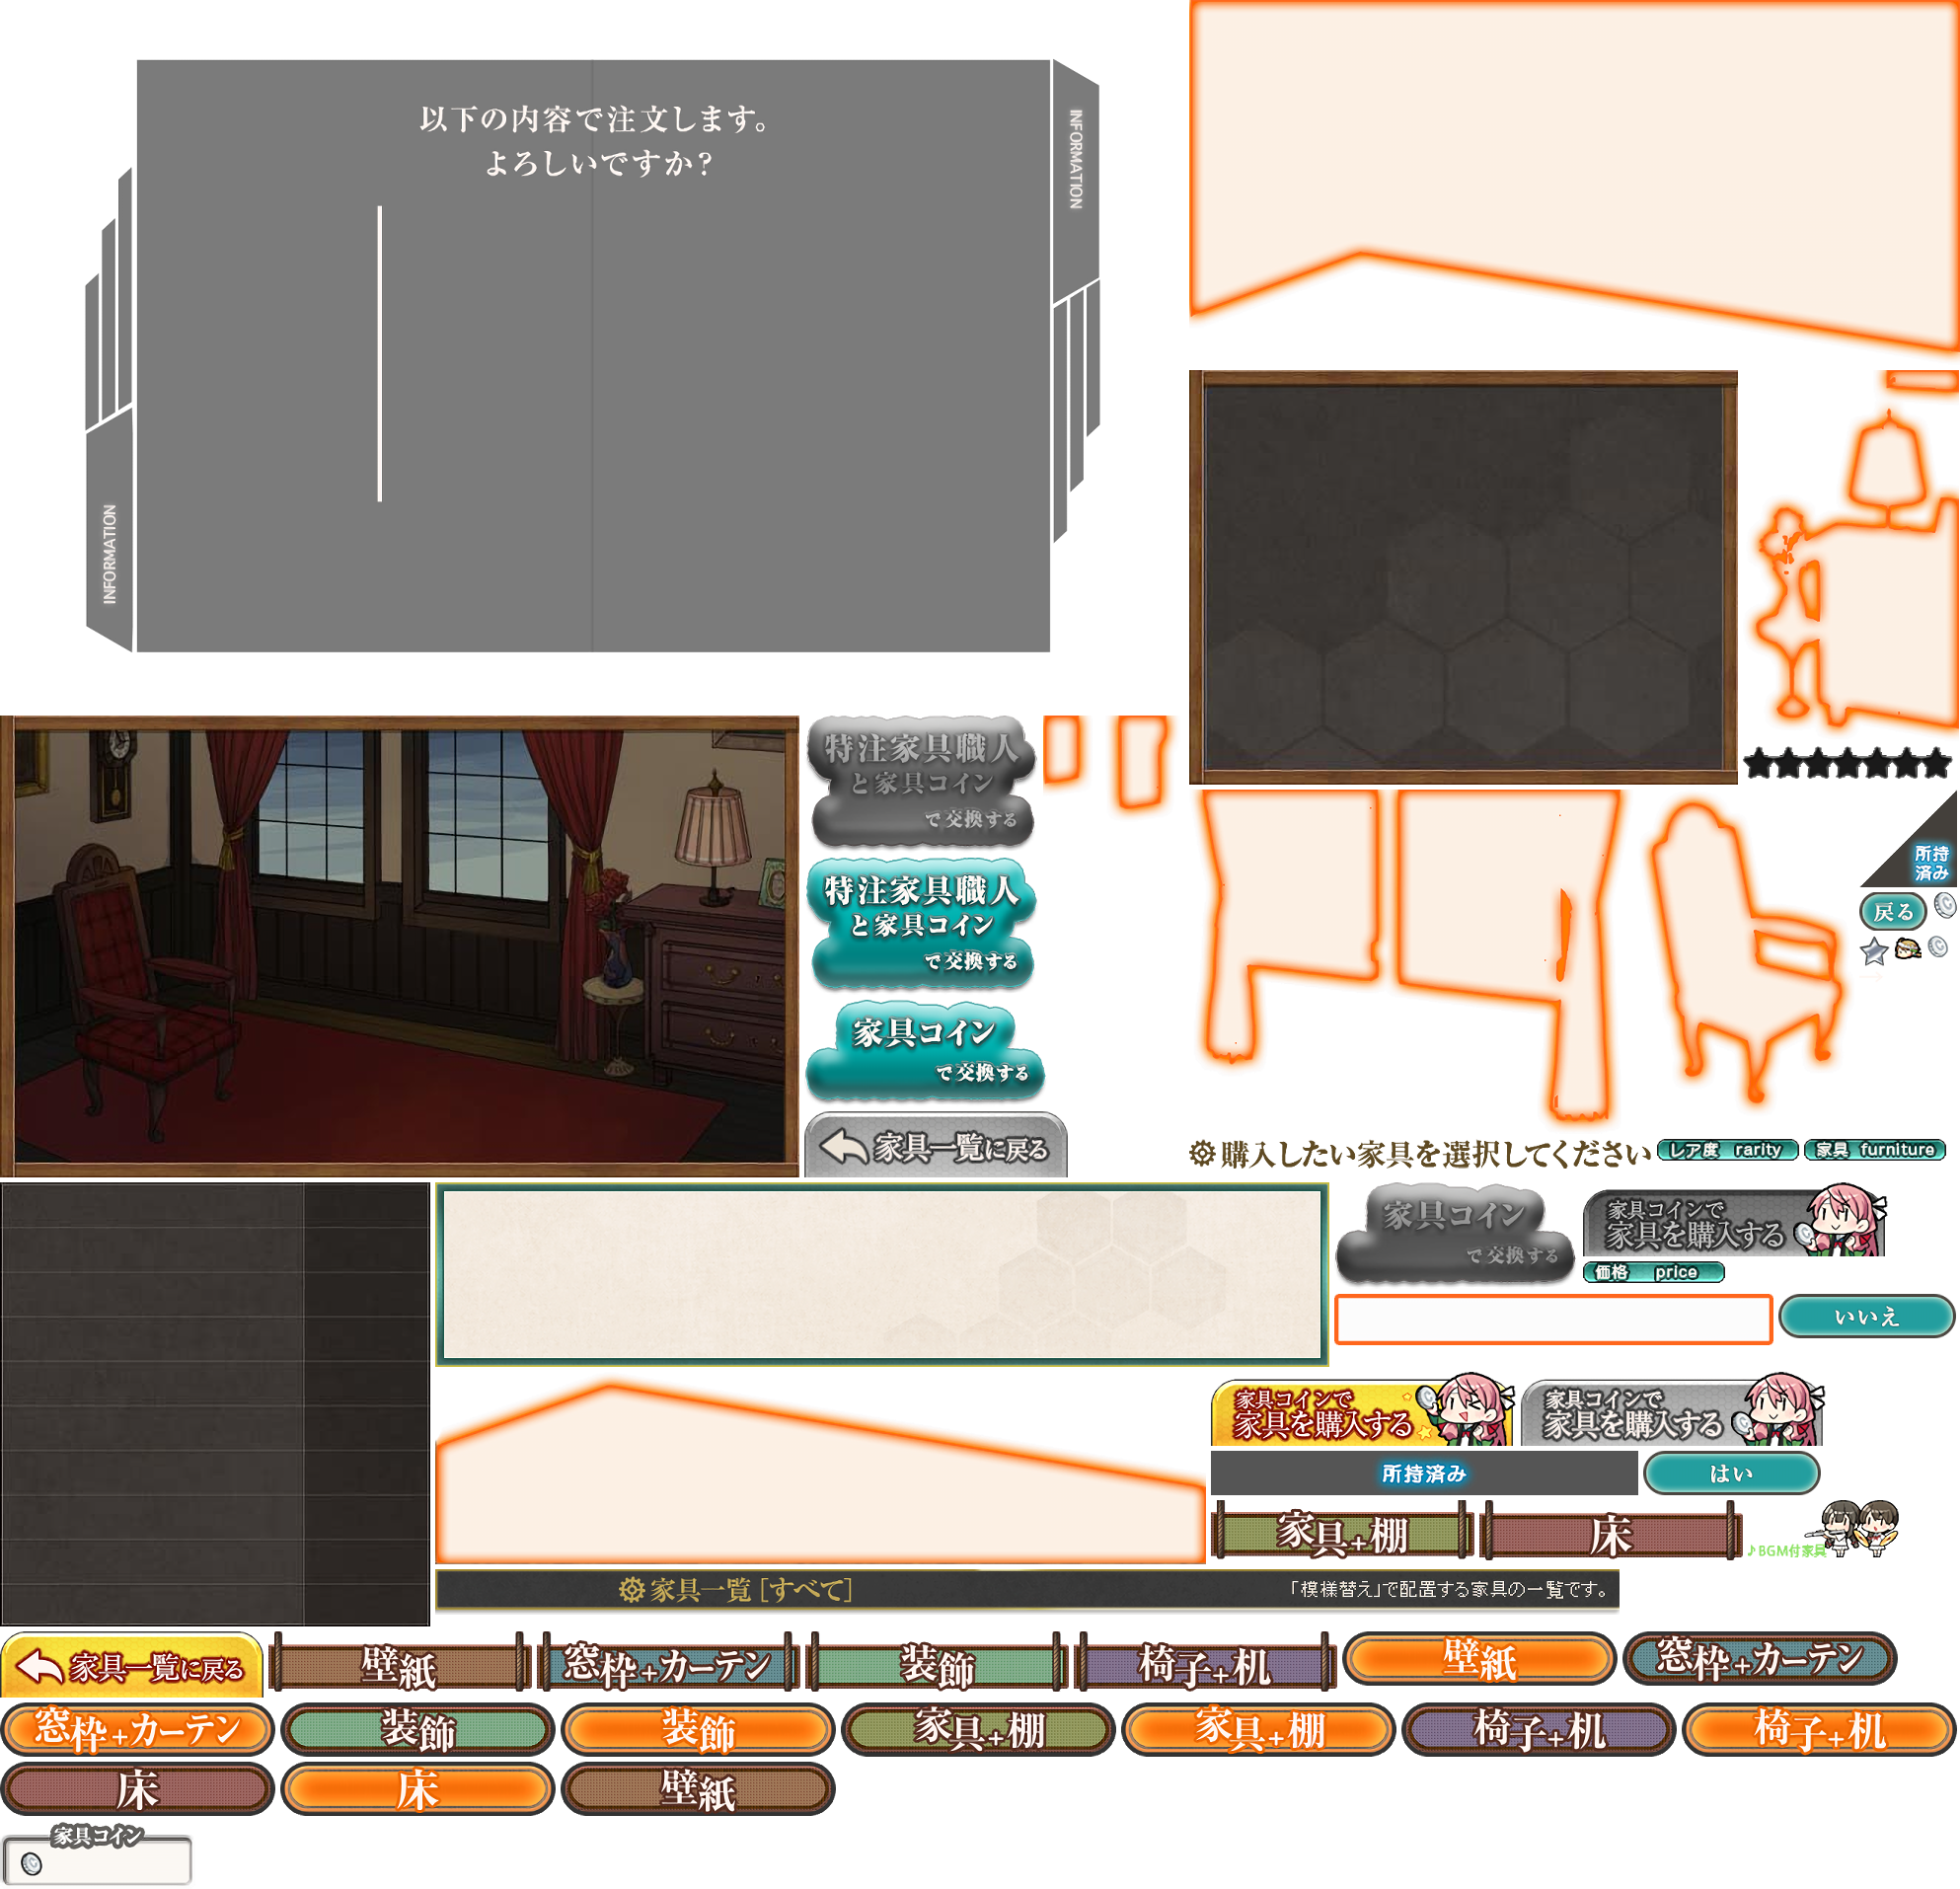 以下の内容で注文します。
よろしいですか?
INFORMATION
INFORMATION
特注家具職人
と家具コイン
で交換する
特注家具職人
と家具コイン
で交換する
家具コイン
で交換する
家具一覧に戻る
所持
済み
戻る
購入したい家具を選択してください
レア度 rarity
家具 furniture
家具コイン
で交換する
家具コインで
家具を購入する
価格 price
いいえ
家具コインで
家具を購入する
家具コインで
家具を購入する
所持済み
はい
家具+棚
床
♪BGM付家具
家具一覧 [すべて]
「模様替え」で配置する家具の一覧です。
家具一覧に戻る
壁紙
窓枠+カーテン
装飾
椅子+机
壁紙
窓枠+カーテン
窓枠+カーテン
装飾
装飾
家具+棚
家具+棚
椅子+机
椅子+机
床
床
壁紙
家具コイン